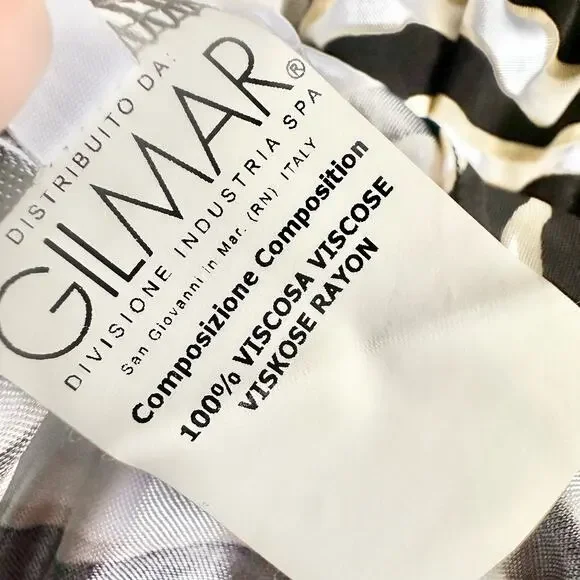 DISTRIBUITO DA:
GILMAR®
DIVISIONE INDUSTRIA SPA
San Giovanni in Mar. (RN) ITALY
Composizione Composition
100% VISCOSA VISCOSE
VISKOSE RAYON